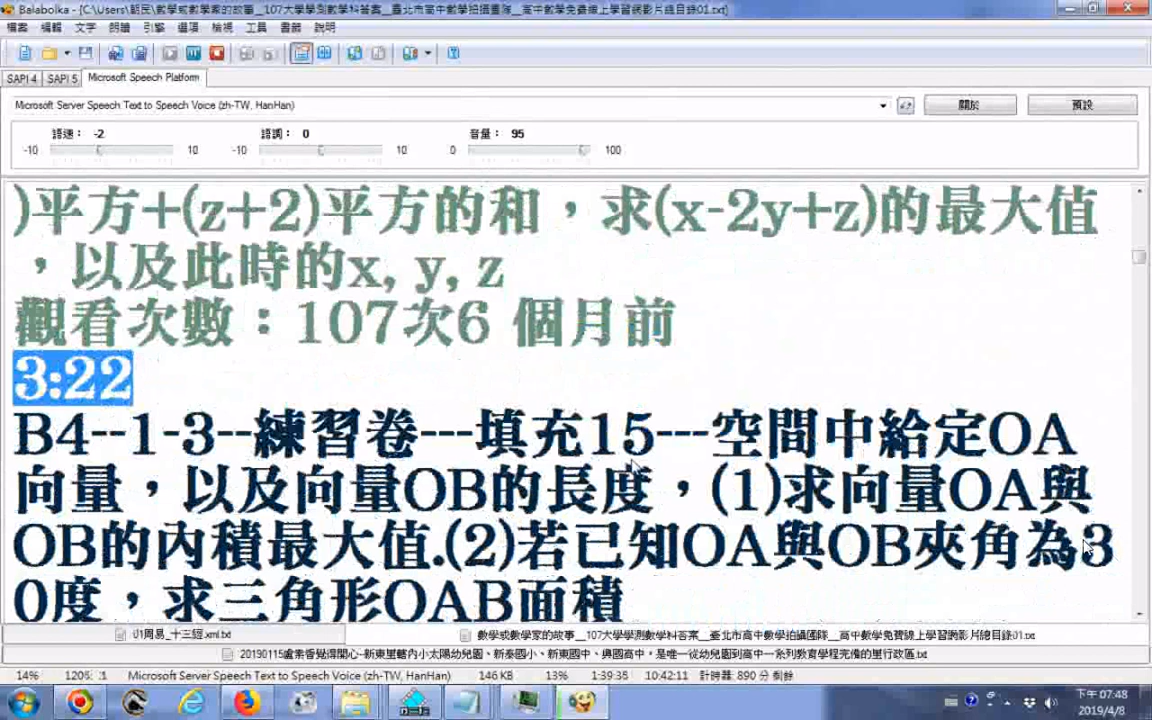 Balabolka - [C:\Users\甄民\數學或數學家的故事__107大學學測數學科答案__臺北市高中數學拍攝團隊__高中數學免費線上學習網影片總目錄01.txt]
檔案 編輯 文字 朗讀 引擎 選項 檢視 工具 書籤 說明
SAPI 4 SAPI 5 Microsoft Speech Platform
Microsoft Server Speech Text to Speech Voice (zh-TW, HanHan) 關於 預設
語速： -2 語調： 0 音量： 95
-10 10 -10 10 0 100
)平方+(z+2)平方的和，求(x-2y+z)的最大值
，以及此時的x, y, z
觀看次數：107次6 個月前
3:22
B4--1-3--練習卷---填充15---空間中給定OA
向量，以及向量OB的長度，(1)求向量OA與
OB的內積最大值.(2)若已知OA與OB夾角為3
0度，求三角形OAB面積
01周易_十三經.xml.txt 數學或數學家的故事__107大學學測數學科答案__臺北市高中數學拍攝團隊__高中數學免費線上學習網影片總目錄01.txt
20190115盧素香覺得開心-新東里轄內小太陽幼兒園、新泰國小、新東國中、興國高中，是唯一從幼兒園到高中一系列教育學程完備的里行政區.txt
14% 1206: :1 Microsoft Server Speech Text to Speech Voice (zh-TW, HanHan) 146 KB 13% 1:39:35 10:42:11 計時器: 890 分 剩餘
下午 07:48
2019/4/8